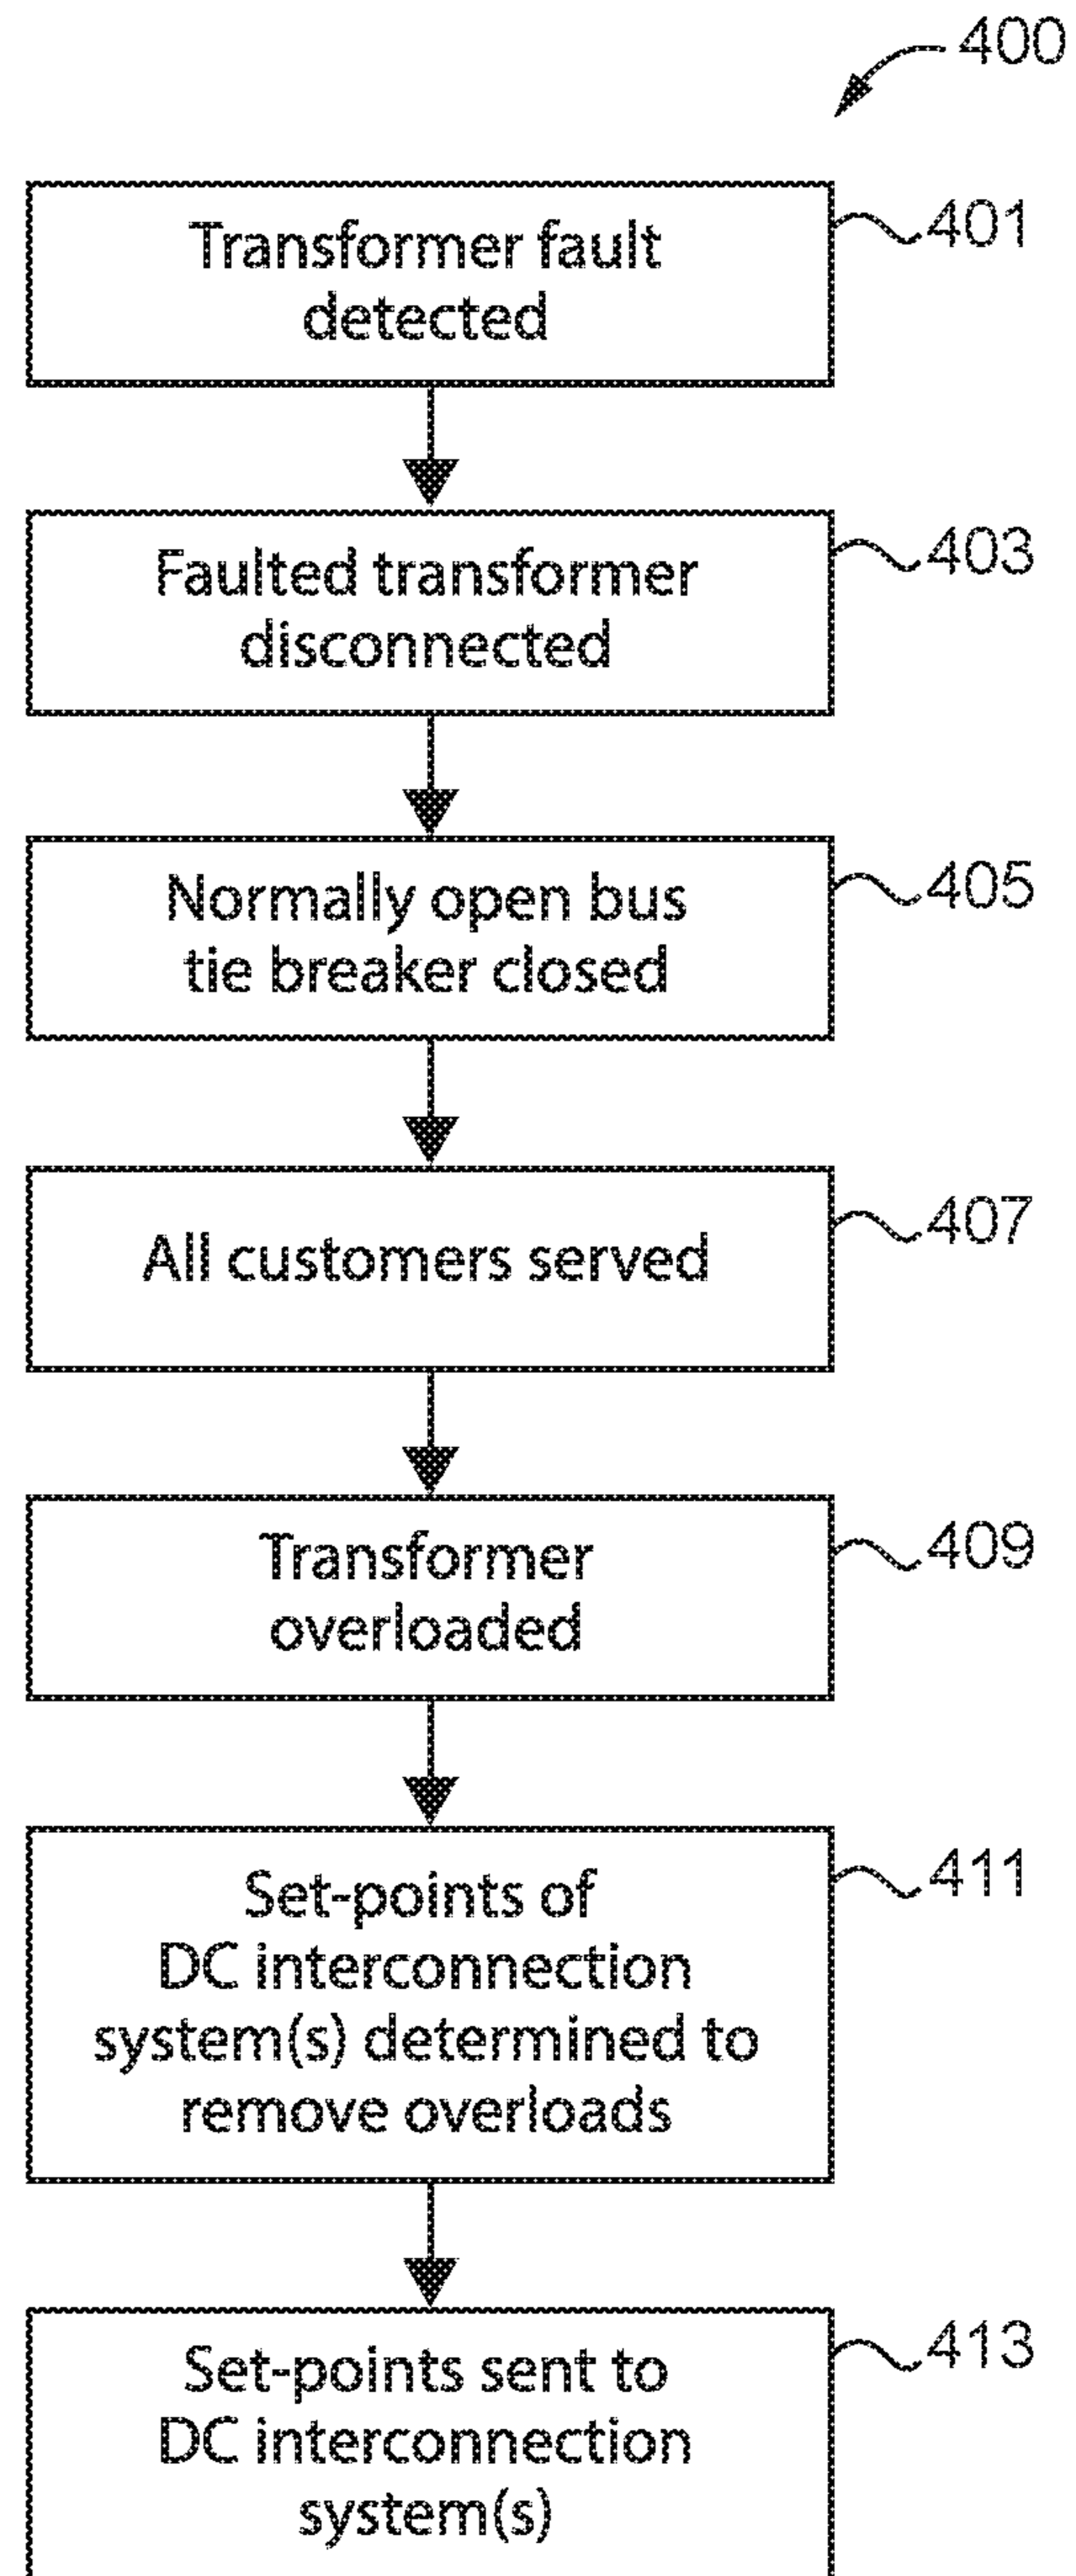 400
Transformer fault
detected
401
Faulted transformer
disconnected
403
Normally open bus
tie breaker closed
405
All customers served
407
Transformer
overloaded
409
Set-points of
DC interconnection
system(s) determined to
remove overloads
411
Set-points sent to
DC interconnection
system(s)
413